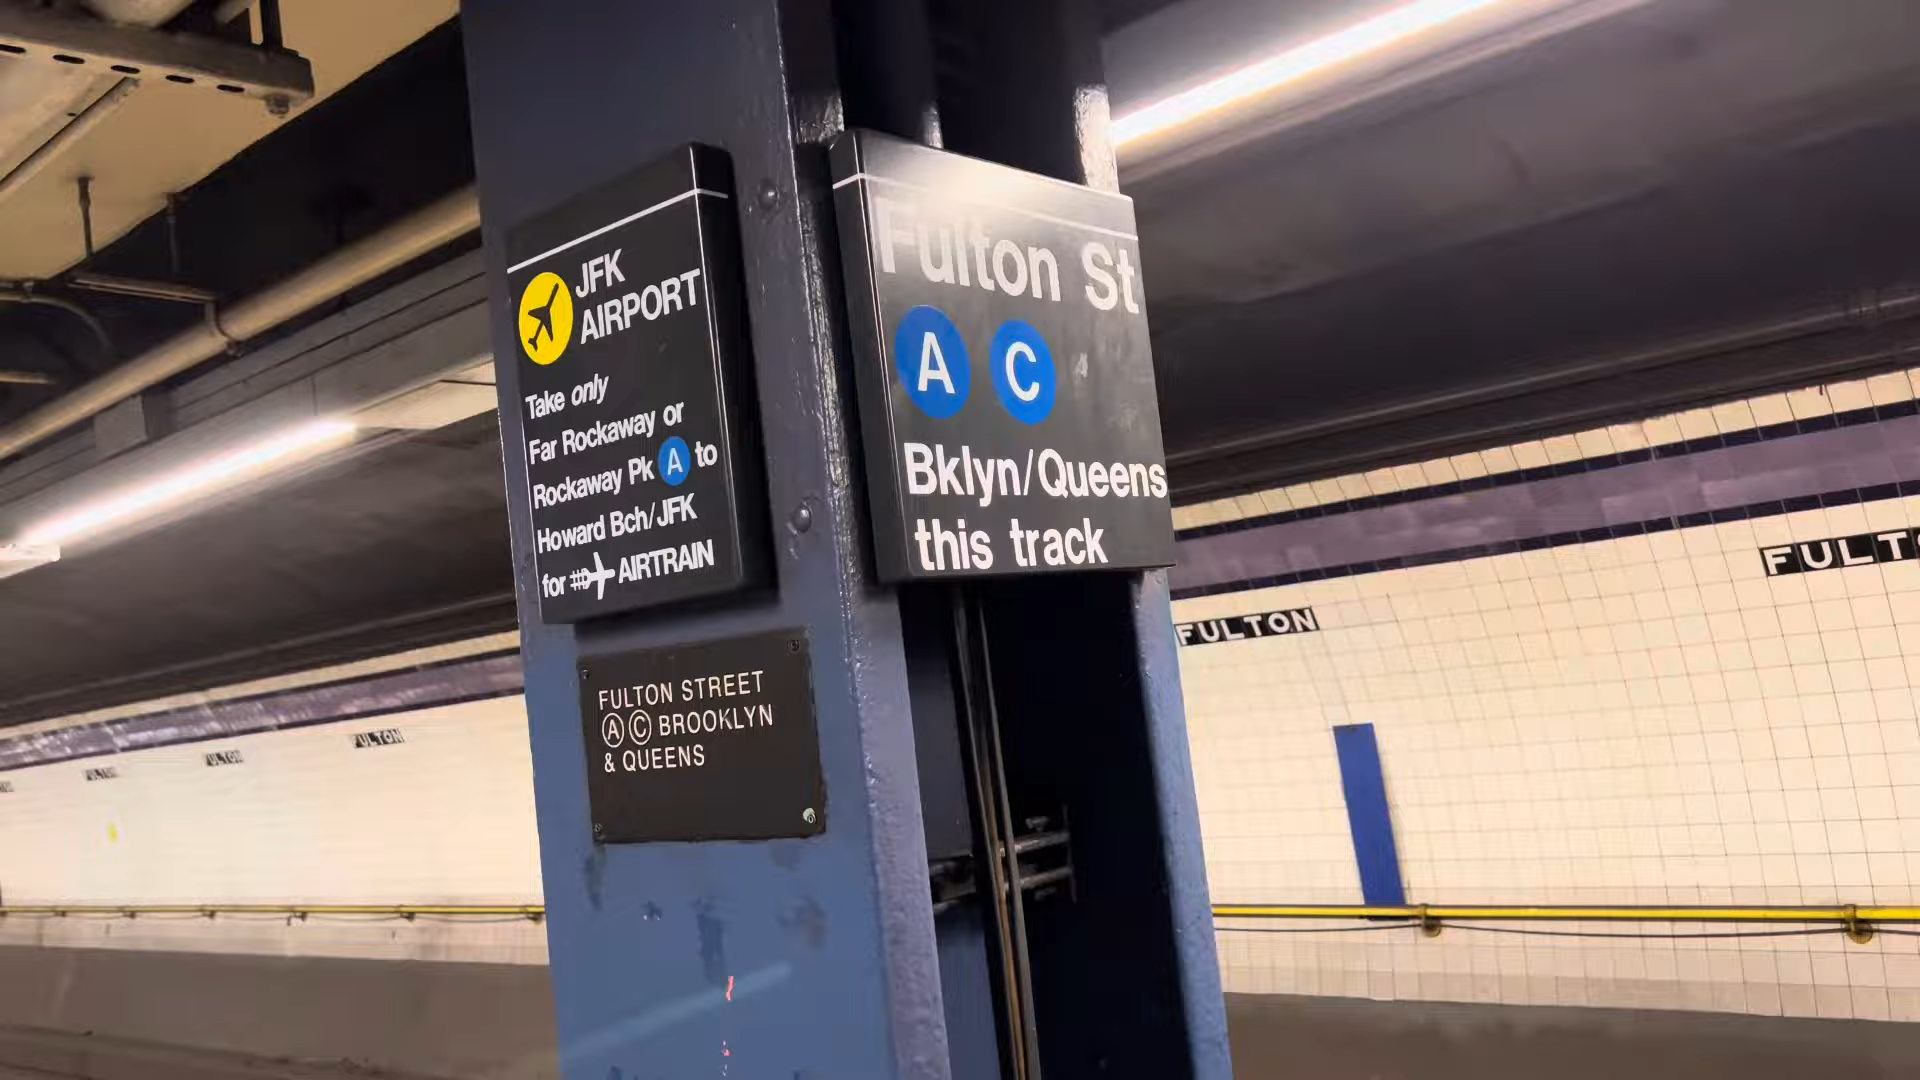 JFK
AIRPORT
Take only
Far Rockaway or
Rockaway Pk A to
Howard Bch/JFK
for AIRTRAIN
Fulton St
A C
Bklyn/Queens
this track
FULTON STREET
A C BROOKLYN
& QUEENS
FULTON
FULTON
FULTON
FULTON